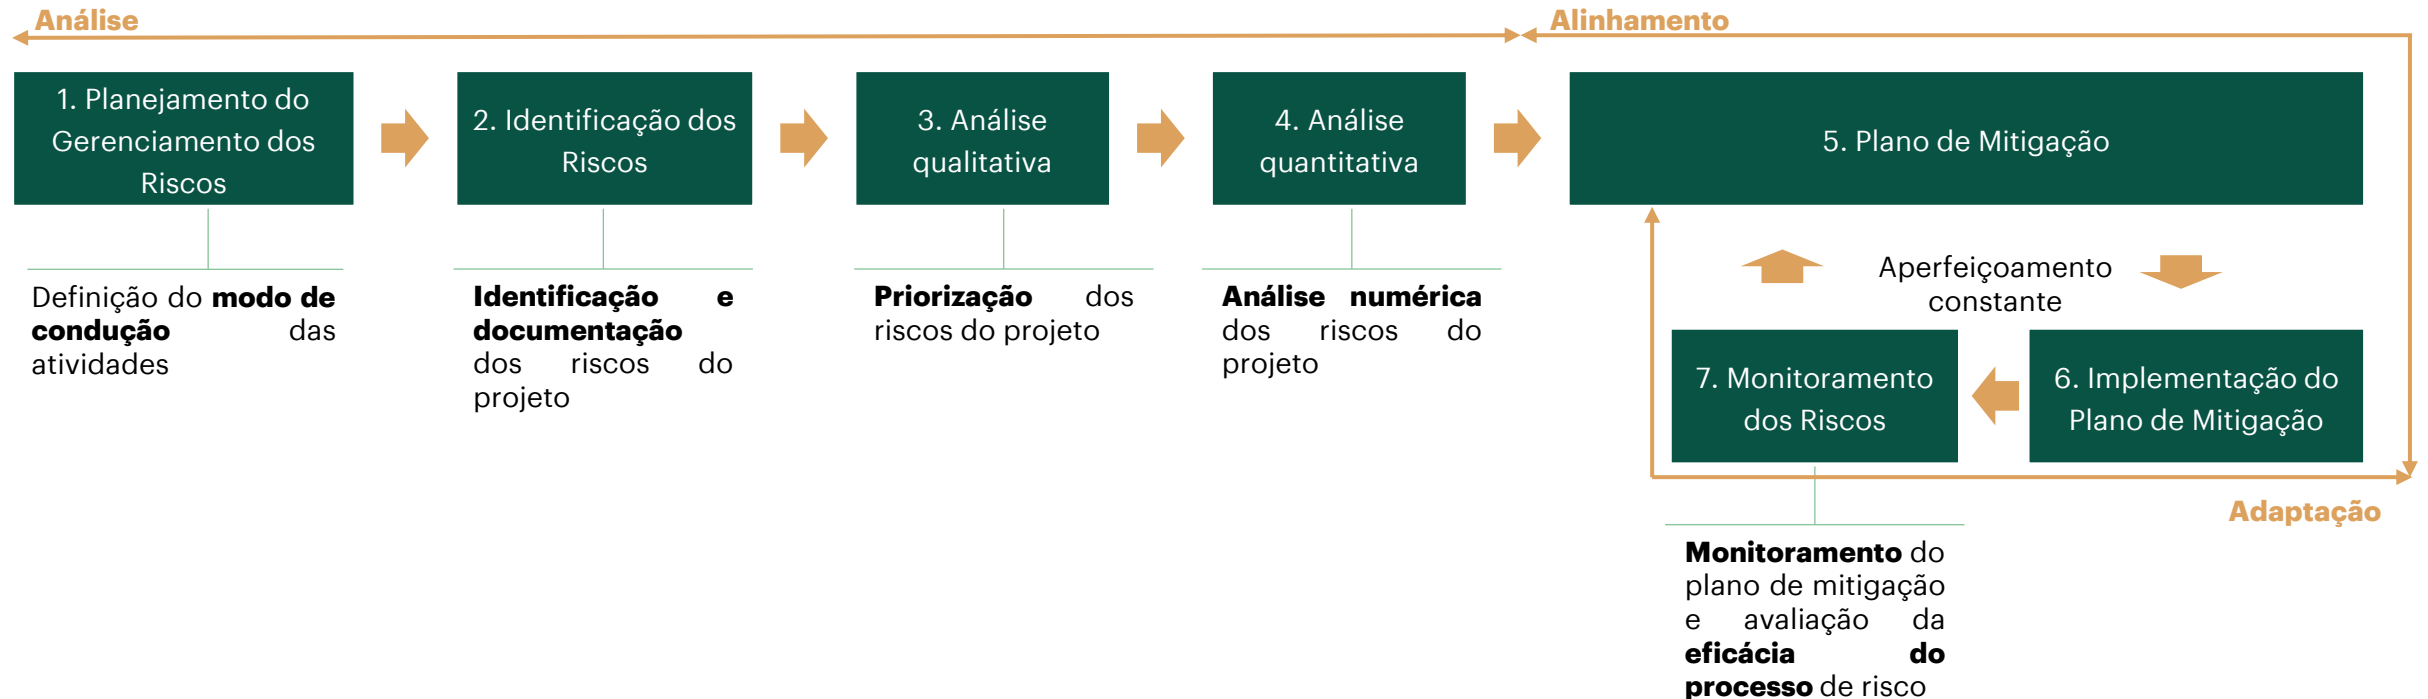 Análise
Alinhamento
1. Planejamento do
Gerenciamento dos
Riscos
2. Identificação dos
Riscos
3. Análise
qualitativa
4. Análise
quantitativa
5. Plano de Mitigação
Definição do modo de
condução das
atividades
Identificação e
documentação
dos riscos do
projeto
Priorização dos
riscos do projeto
Análise numérica
dos riscos do
projeto
Aperfeiçoamento
constante
7. Monitoramento
dos Riscos
6. Implementação do
Plano de Mitigação
Adaptação
Monitoramento do
plano de mitigação
e avaliação da
eficácia do
processo de risco